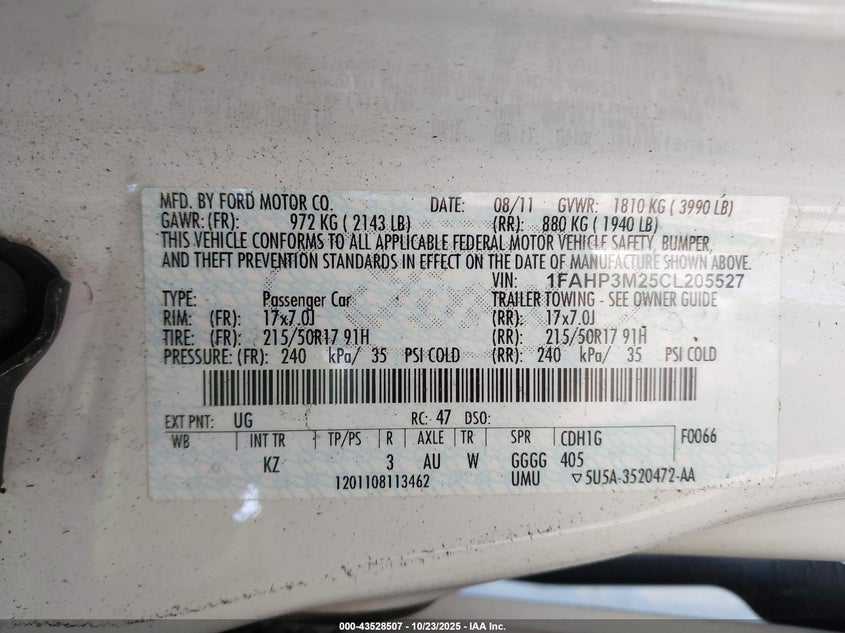 MFD. BY FORD MOTOR CO. DATE: 08/11 GVWR: 1810 KG ( 3990 LB)
GAWR: (FR): 972 KG ( 2143 LB) (RR): 880 KG ( 1940 LB)
THIS VEHICLE CONFORMS TO ALL APPLICABLE FEDERAL MOTOR VEHICLE SAFETY, BUMPER,
AND THEFT PREVENTION STANDARDS IN EFFECT ON THE DATE OF MANUFACTURE SHOWN ABOVE.
VIN: 1FAHP3M25CL205527
TYPE: Passenger Car TRAILER TOWING - SEE OWNER GUIDE
RIM: (FR): 17x7.0J (RR): 17x7.0J
TIRE: (FR): 215/50R17 91H (RR): 215/50R17 91H
PRESSURE: (FR): 240 kPa/ 35 PSI COLD (RR): 240 kPa/ 35 PSI COLD
EXT PNT: UG RC: 47 DSO:
WB INT TR TP/PS R AXLE TR SPR CDH1G F0066
KZ 3 AU W GGGG 405
1201108113462 UMU ▽5U5A-3520472-AA
000-43528507 - 10/23/2025 - IAA Inc.